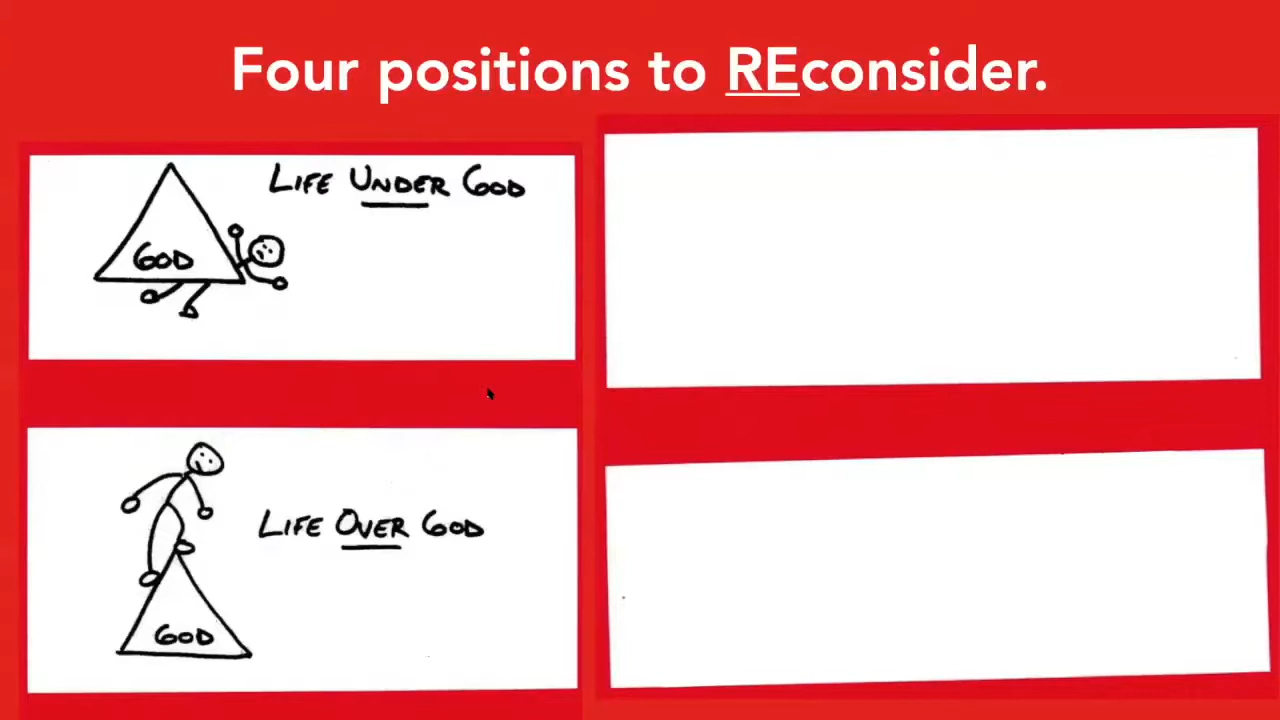 Four positions to REconsider.
LIFE UNDER GOD
GOD
LIFE OVER GOD
GOD